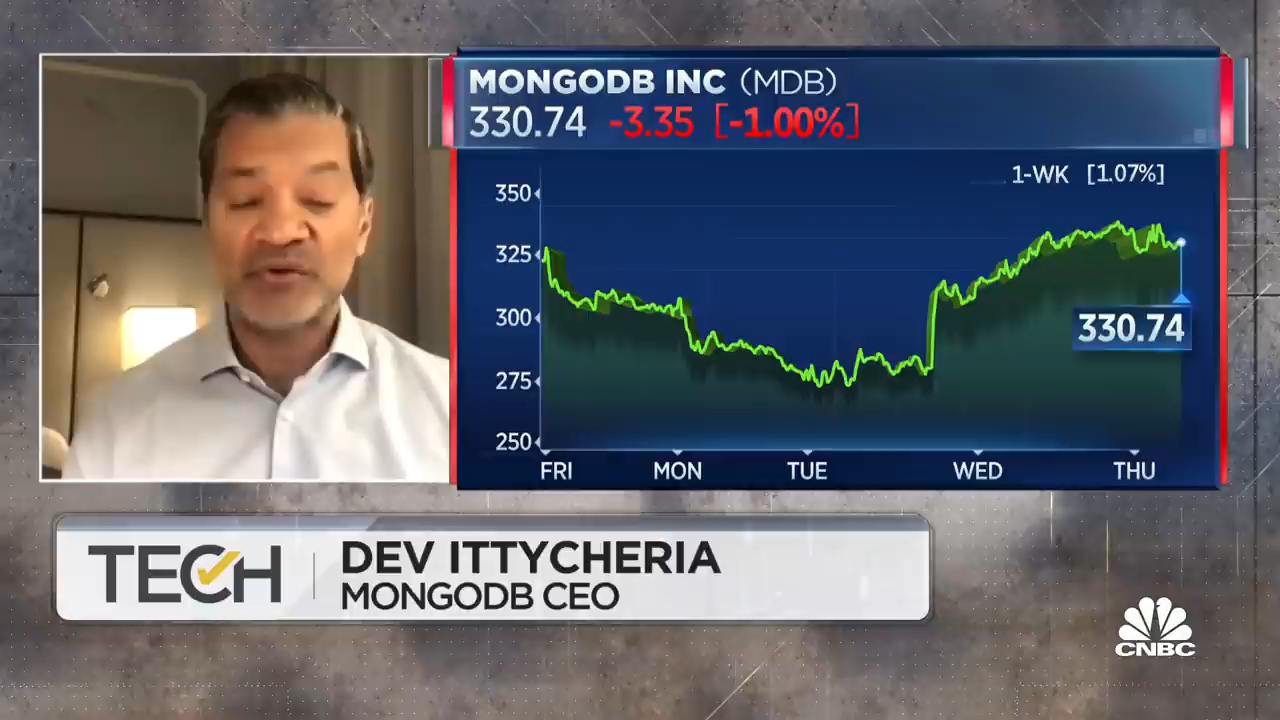 MONGODB INC (MDB)
330.74 -3.35 [-1.00%]
1-WK [1.07%]
350
325
300
275
250
330.74
FRI MON TUE WED THU
TECH
DEV ITTYCHERIA
MONGODB CEO
CNBC